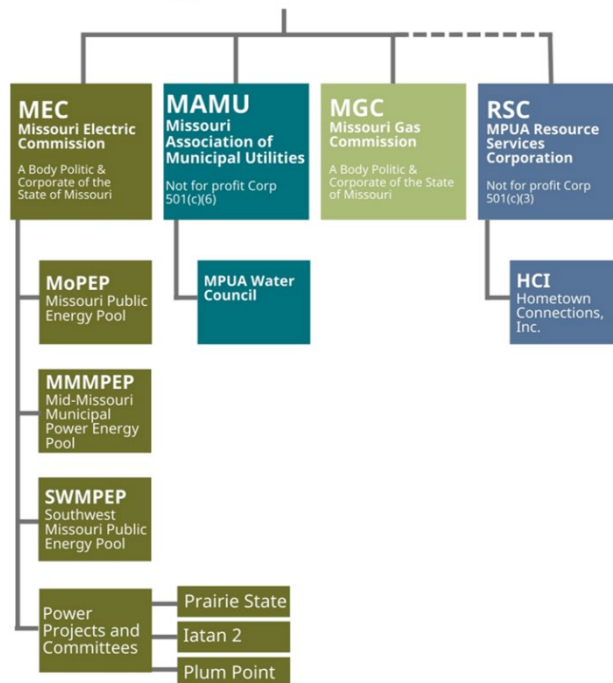 MEC
Missouri Electric
Commission
A Body Politic &
Corporate of the
State of Missouri
MAMU
Missouri
Association of
Municipal Utilities
Not for profit Corp
501(c)(6)
MGC
Missouri Gas
Commission
A Body Politic &
Corporate of the State
of Missouri
RSC
MPUA Resource
Services
Corporation
Not for profit Corp
501(c)(3)
MoPEP
Missouri Public
Energy Pool
MPUA Water
Council
HCI
Hometown
Connections,
Inc.
MMMPEP
Mid-Missouri
Municipal
Power Energy
Pool
SWMPEP
Southwest
Missouri Public
Energy Pool
Power
Projects and
Committees
Prairie State
Iatan 2
Plum Point